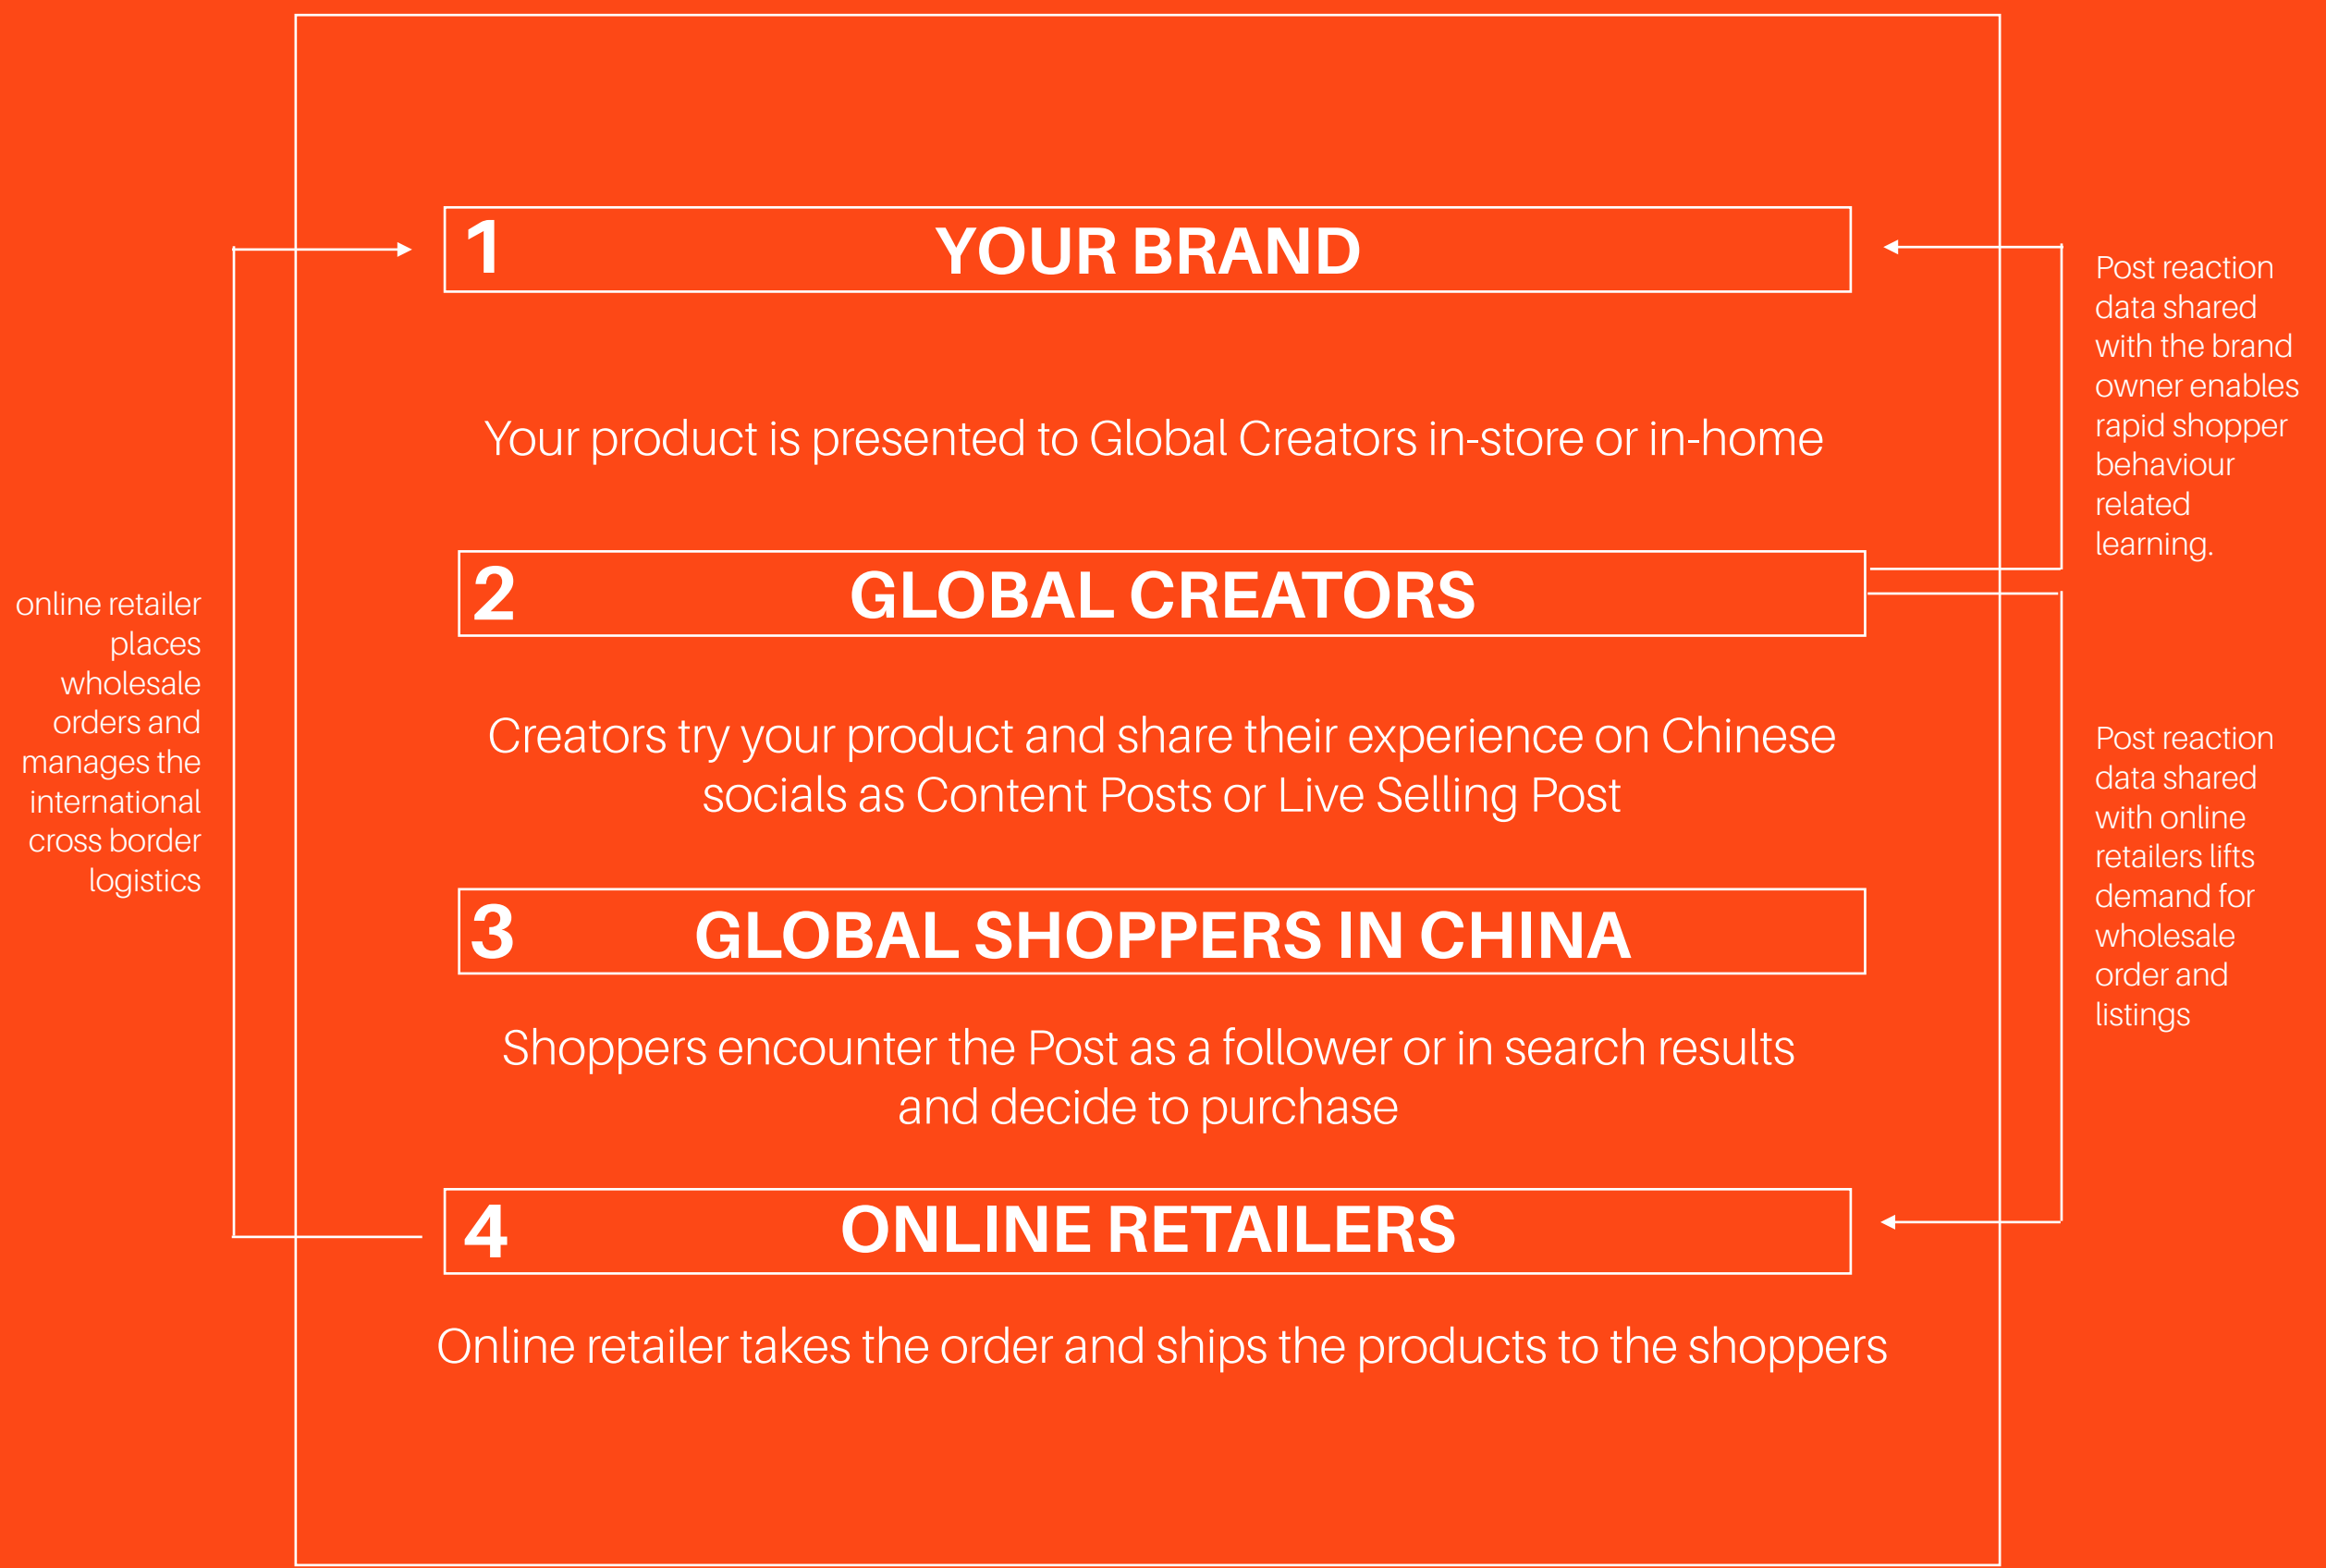 1 YOUR BRAND
Your product is presented to Global Creators in-store or in-home
2 GLOBAL CREATORS
Creators try your product and share their experience on Chinese
socials as Content Posts or Live Selling Post
3 GLOBAL SHOPPERS IN CHINA
Shoppers encounter the Post as a follower or in search results
and decide to purchase
4 ONLINE RETAILERS
Online retailer takes the order and ships the products to the shoppers
online retailer
places
wholesale
orders and
manages the
international
cross border
logistics
Post reaction
data shared
with the brand
owner enables
rapid shopper
behaviour
related
learning.
Post reaction
data shared
with online
retailers lifts
demand for
wholesale
order and
listings